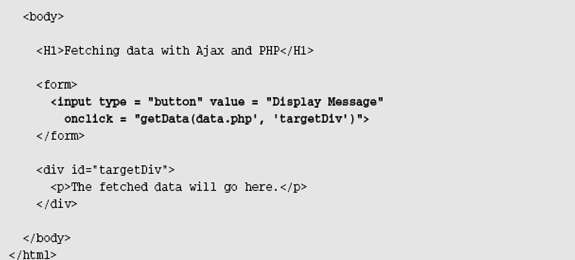 <body>
<H1>Fetching data with Ajax and PHP</H1>
<form>
<input type = "button" value = "Display Message"
onclick = "getData(data.php', 'targetDiv')">
</form>
<div id="targetDiv">
<p>The fetched data will go here.</p>
</div>
</body>
</html>